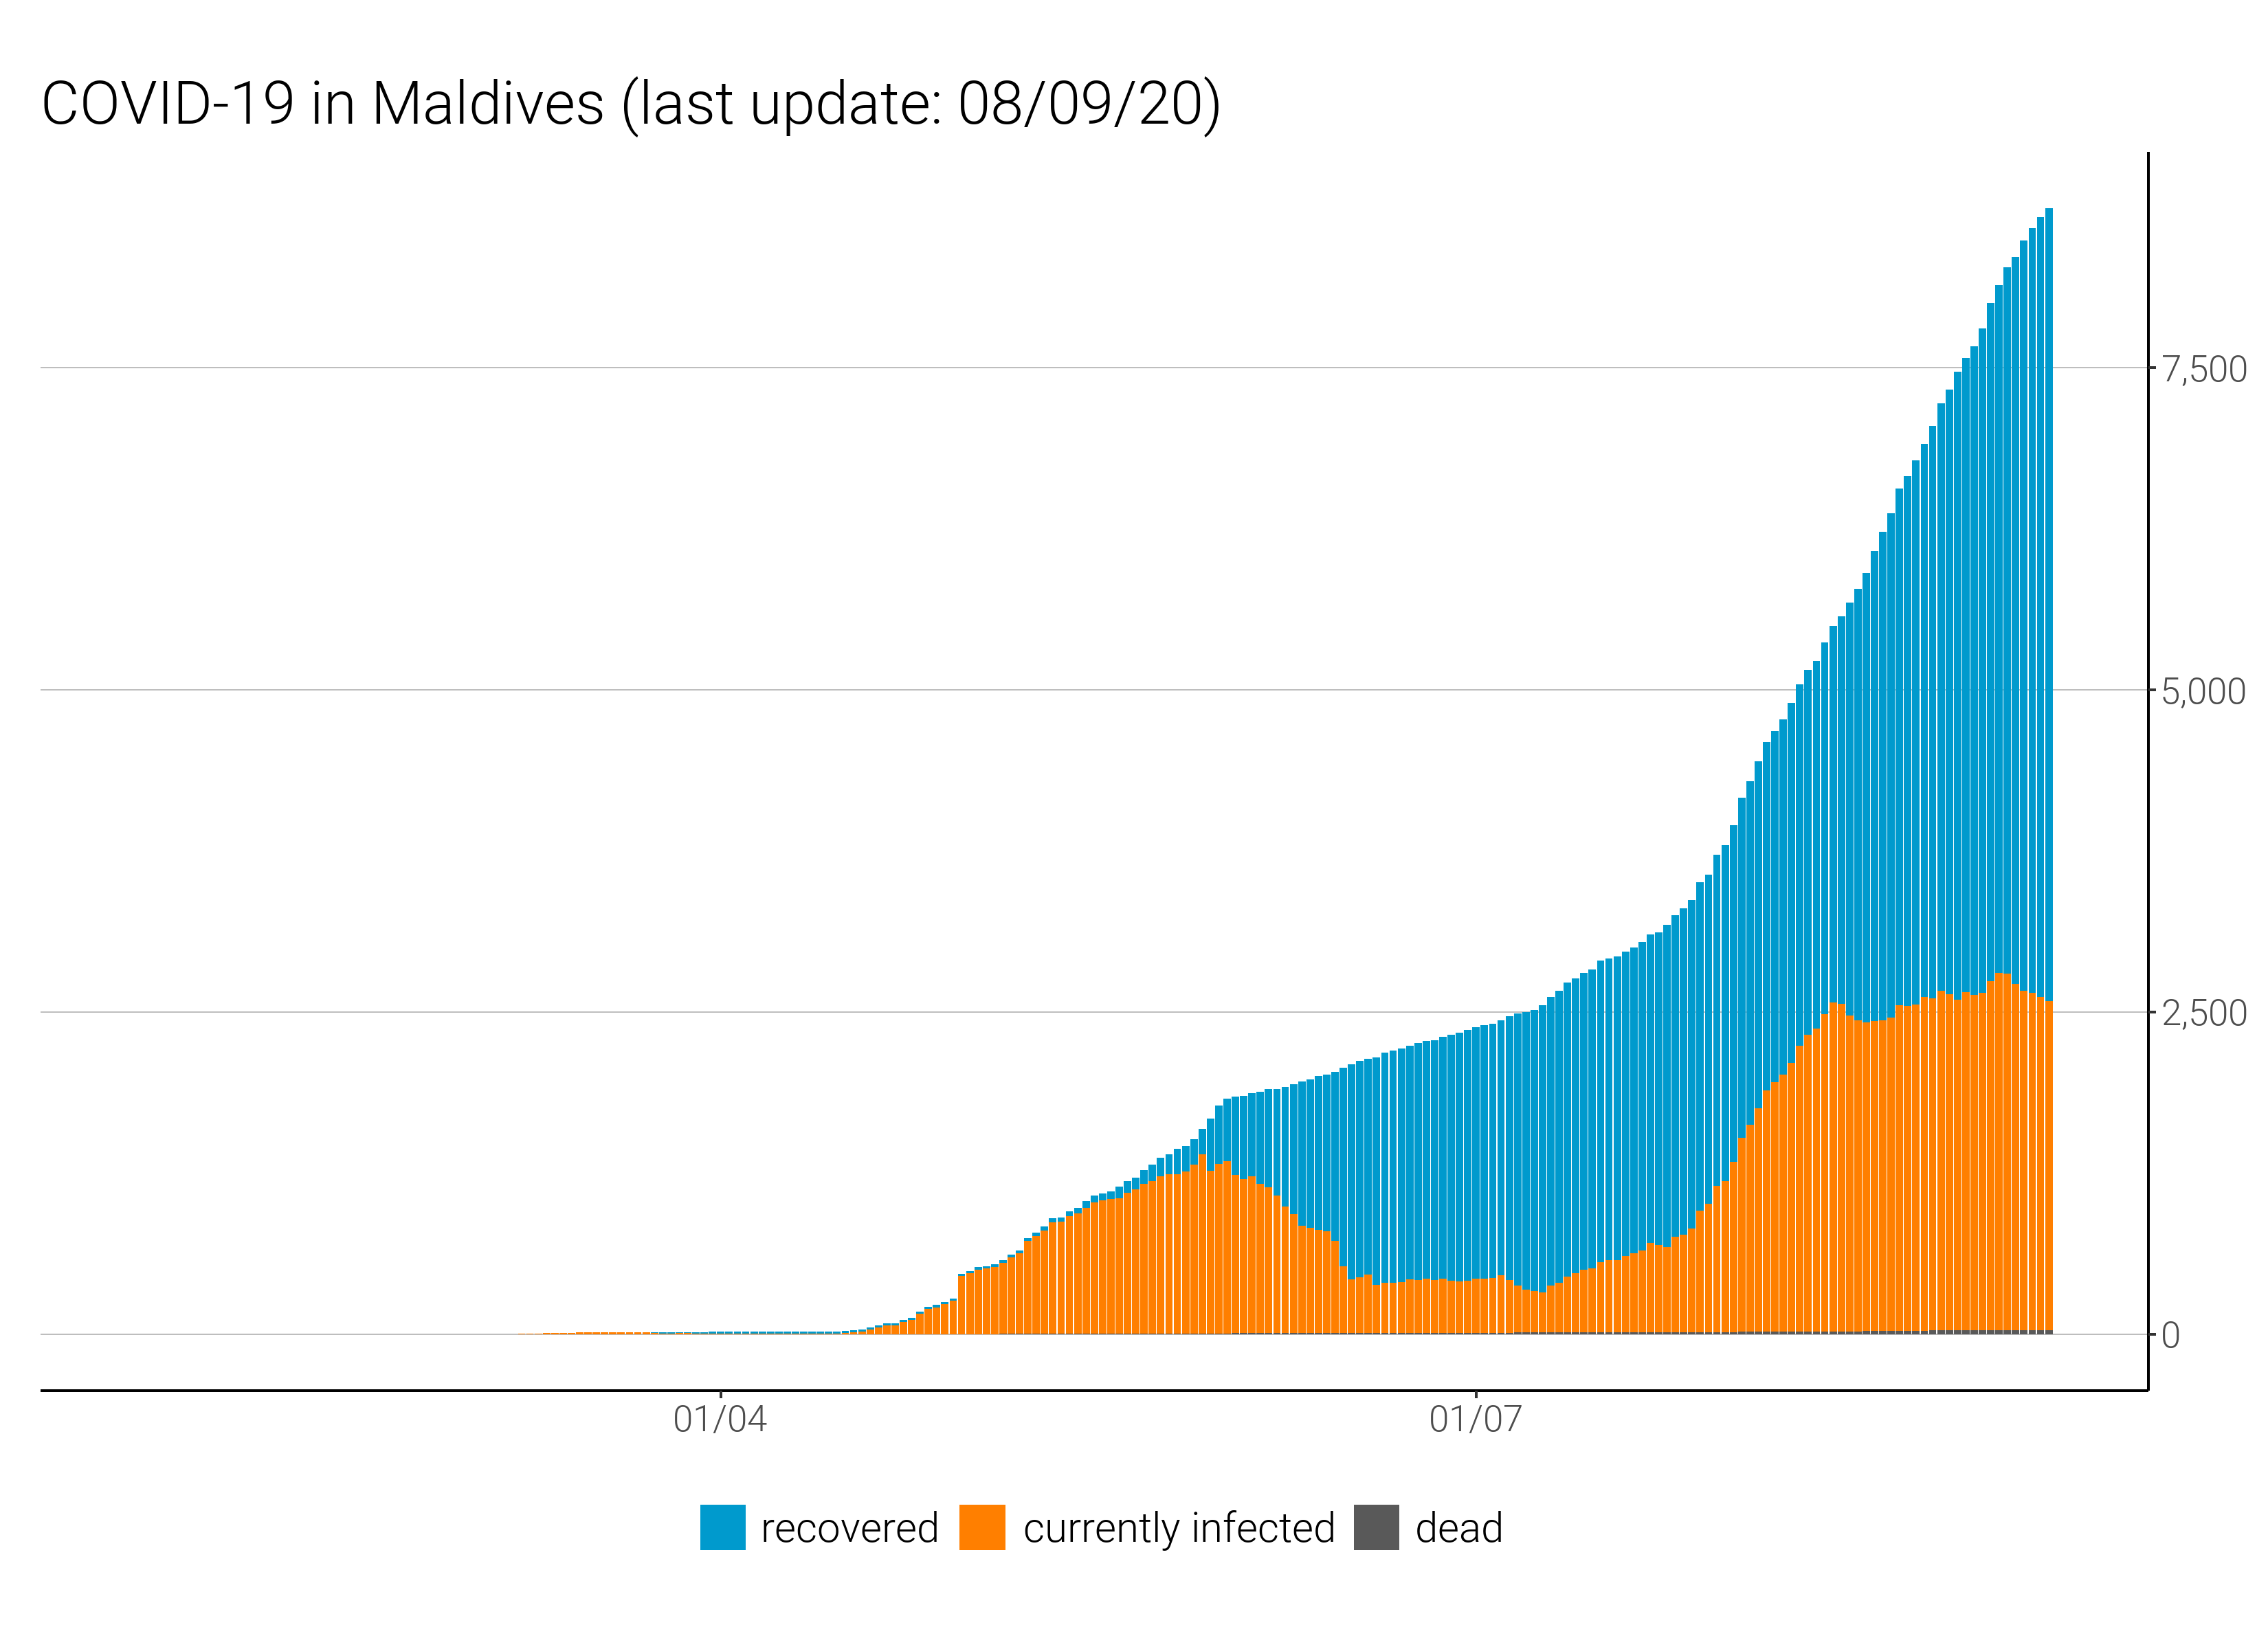 COVID-19 in Maldives (last update: 08/09/20)
7,500
5,000
2,500
0
01/04 01/07
recovered currently infected dead